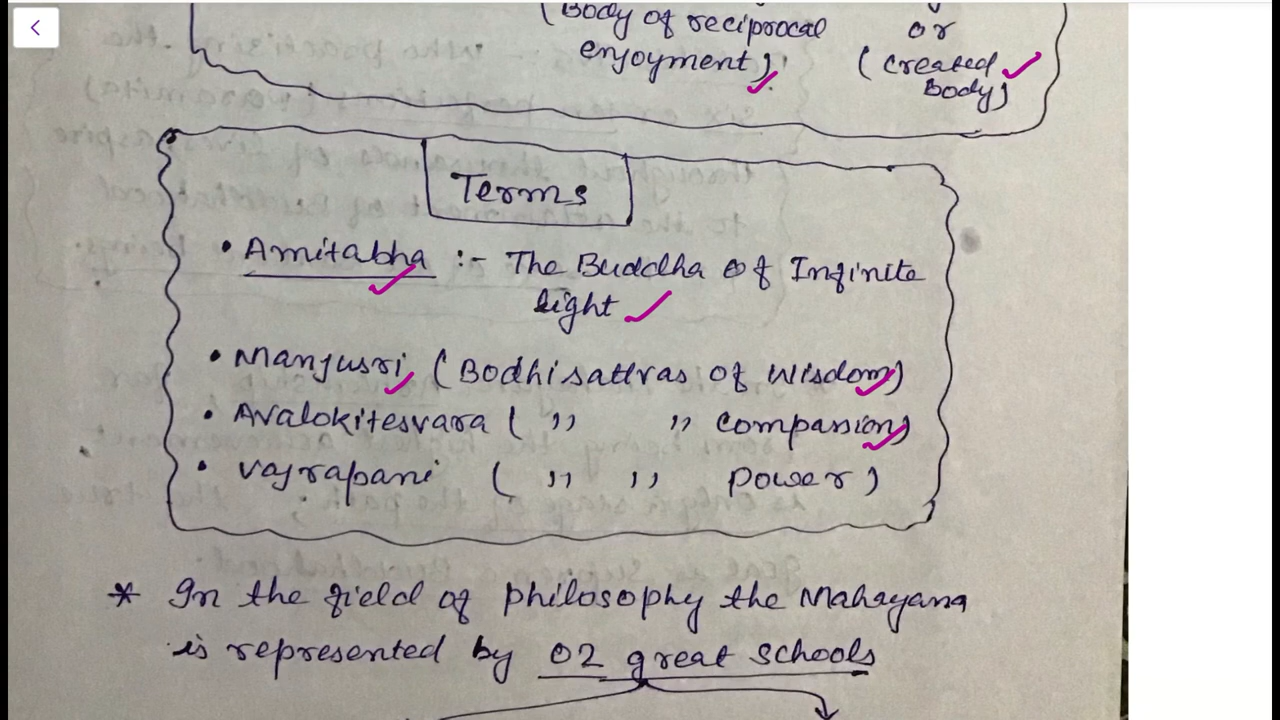 (Body of reciprocal or
enjoyment) (created
Body)
Terms
• Amitabha :- The Buddha of Infinite
light
• Manjusri (Bodhisattvas of Wisdom)
• Avalokitesvara ( ,, ,, compassion)
• Vajrapani ( ,, ,, Power)
* In the field of philosophy the Mahayana
is represented by 02 great schools